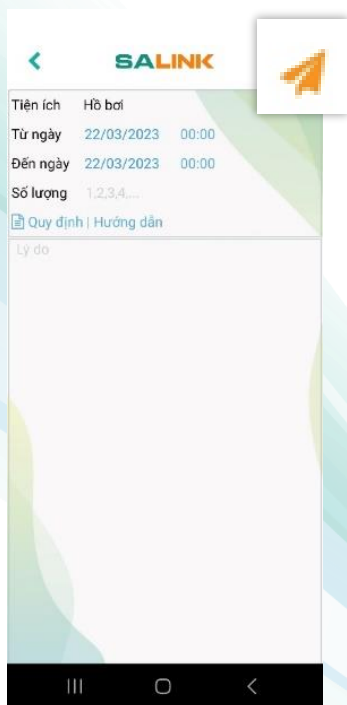 SALINK
Tiện ích Hồ bơi
Từ ngày 22/03/2023 00:00
Đến ngày 22/03/2023 00:00
Số lượng 1,2,3,4,...
Quy định | Hướng dẫn
Lý do